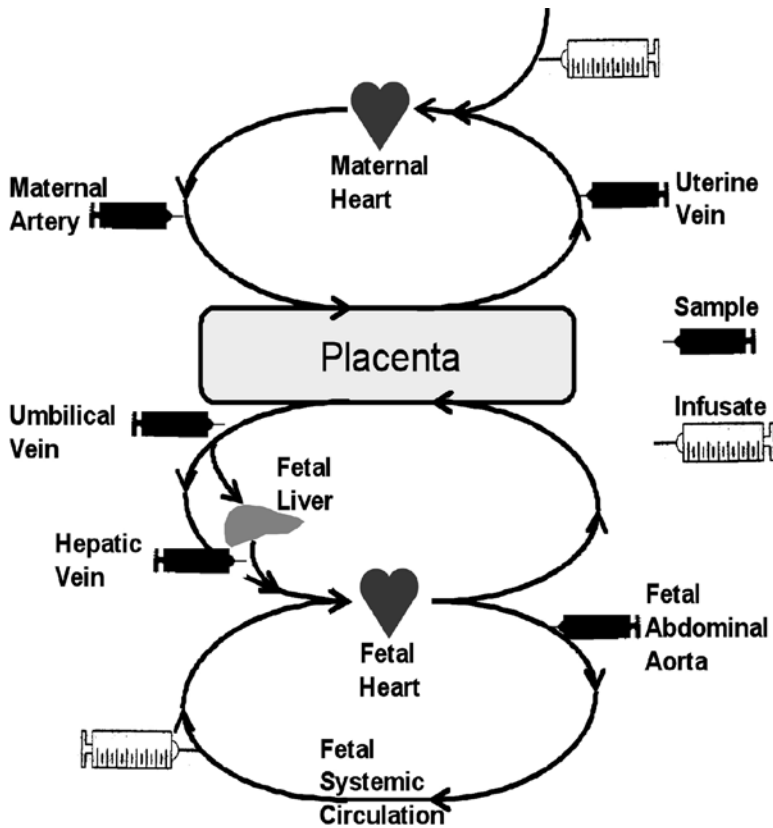 Maternal
Heart
Maternal
Artery
Uterine
Vein
Sample
Placenta
Infusate
Umbilical
Vein
Fetal
Liver
Hepatic
Vein
Fetal
Heart
Fetal
Abdominal
Aorta
Fetal
Systemic
Circulation